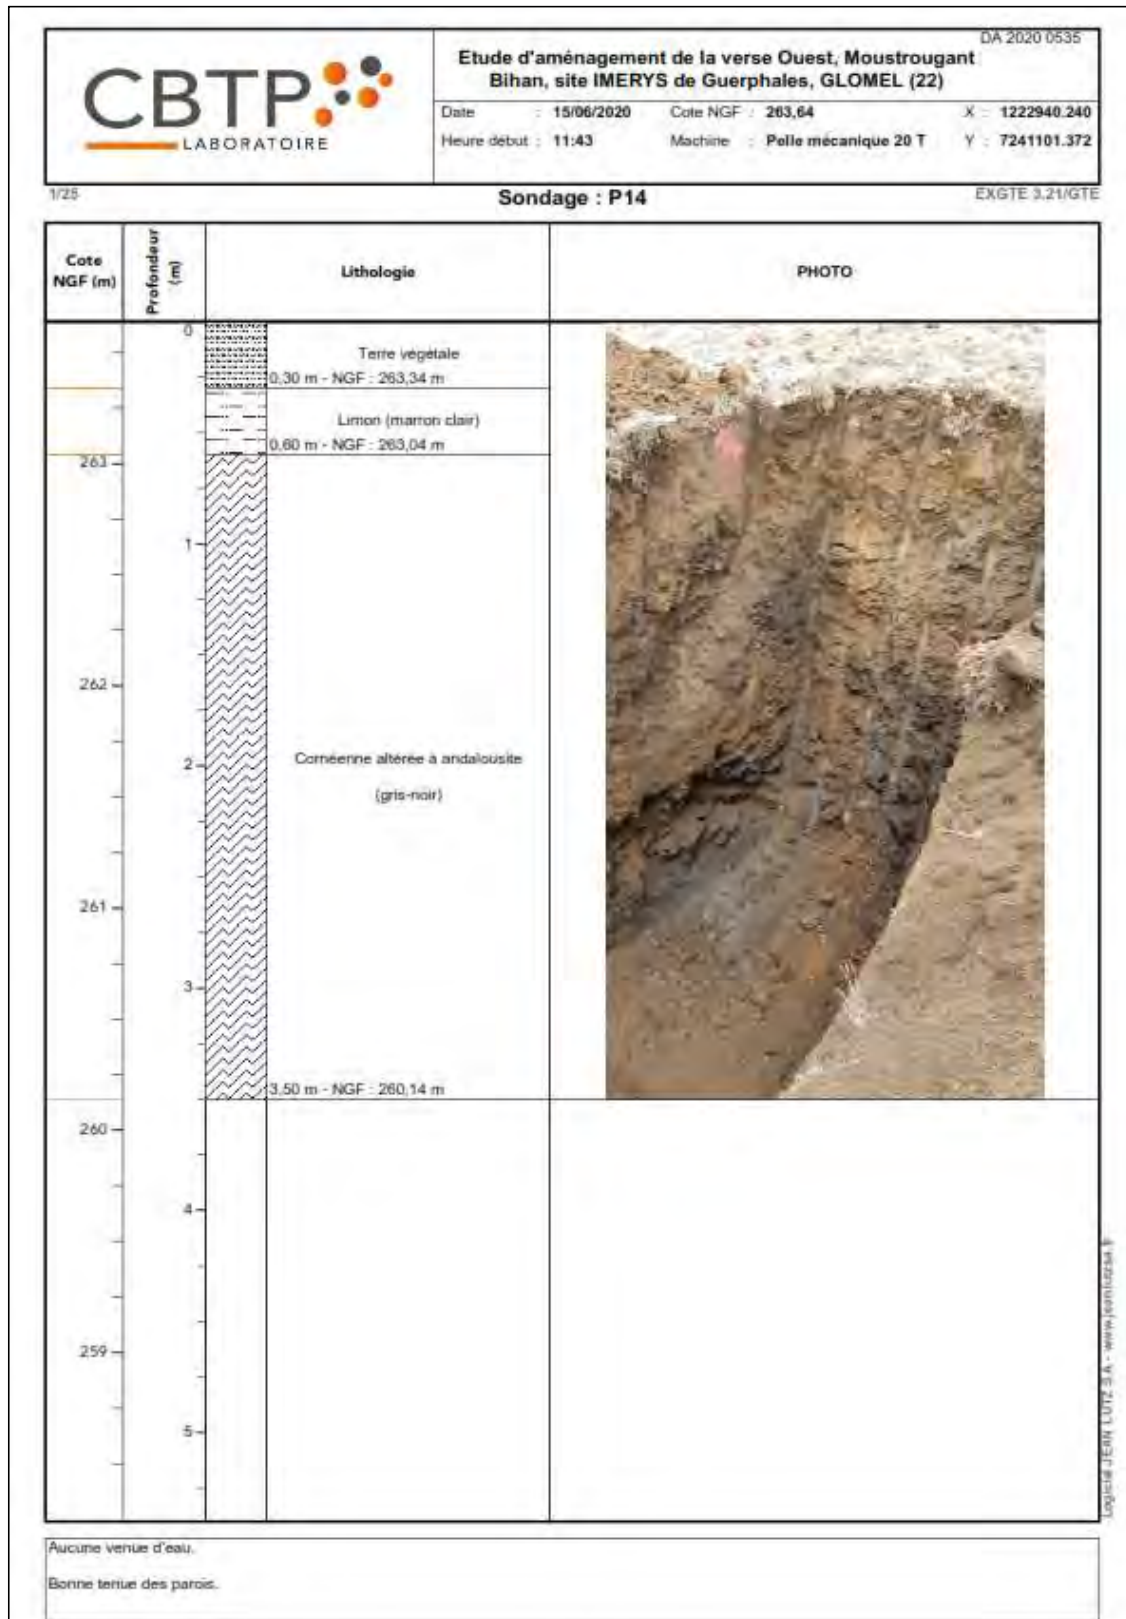 DA 2020 0535
CBTP
LABORATOIRE
Etude d'aménagement de la verse Ouest, Moustrougant
Bihan, site IMERYS de Guerphales, GLOMEL (22)
Date : 15/06/2020 Cote NGF : 263,64 X : 1222940.240
Heure début : 11:43 Machine : Pelle mécanique 20 T Y : 7241101.372
1/25 Sondage : P14 EXGTE 3.21/GTE
Cote
NGF (m)
Profondeur
(m)
Lithologie
PHOTO
0
Terre végétale
0,30 m - NGF : 263,34 m
Limon (marron clair)
0,60 m - NGF : 263,04 m
263
1
262
2
Cornéenne altérée à andalousite
(gris-noir)
261
3
3,50 m - NGF : 260,14 m
260
4
259
5
Logiciel JEAN LUTZ S.A - www.jeanlutzsa.fr
Aucune venue d'eau.
Bonne tenue des parois.